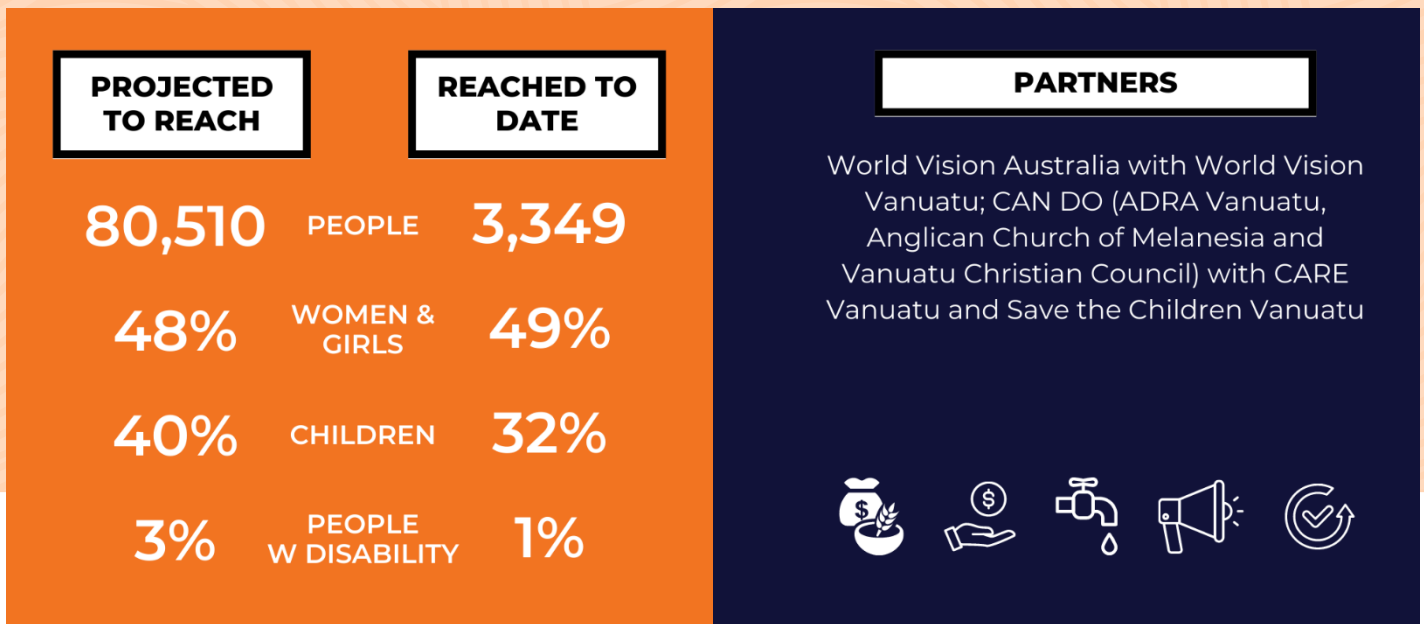 PROJECTED
TO REACH
REACHED TO
DATE
80,510 PEOPLE 3,349
48% WOMEN &
GIRLS 49%
40% CHILDREN 32%
3% PEOPLE
W DISABILITY 1%
PARTNERS
World Vision Australia with World Vision
Vanuatu; CAN DO (ADRA Vanuatu,
Anglican Church of Melanesia and
Vanuatu Christian Council) with CARE
Vanuatu and Save the Children Vanuatu
$
$